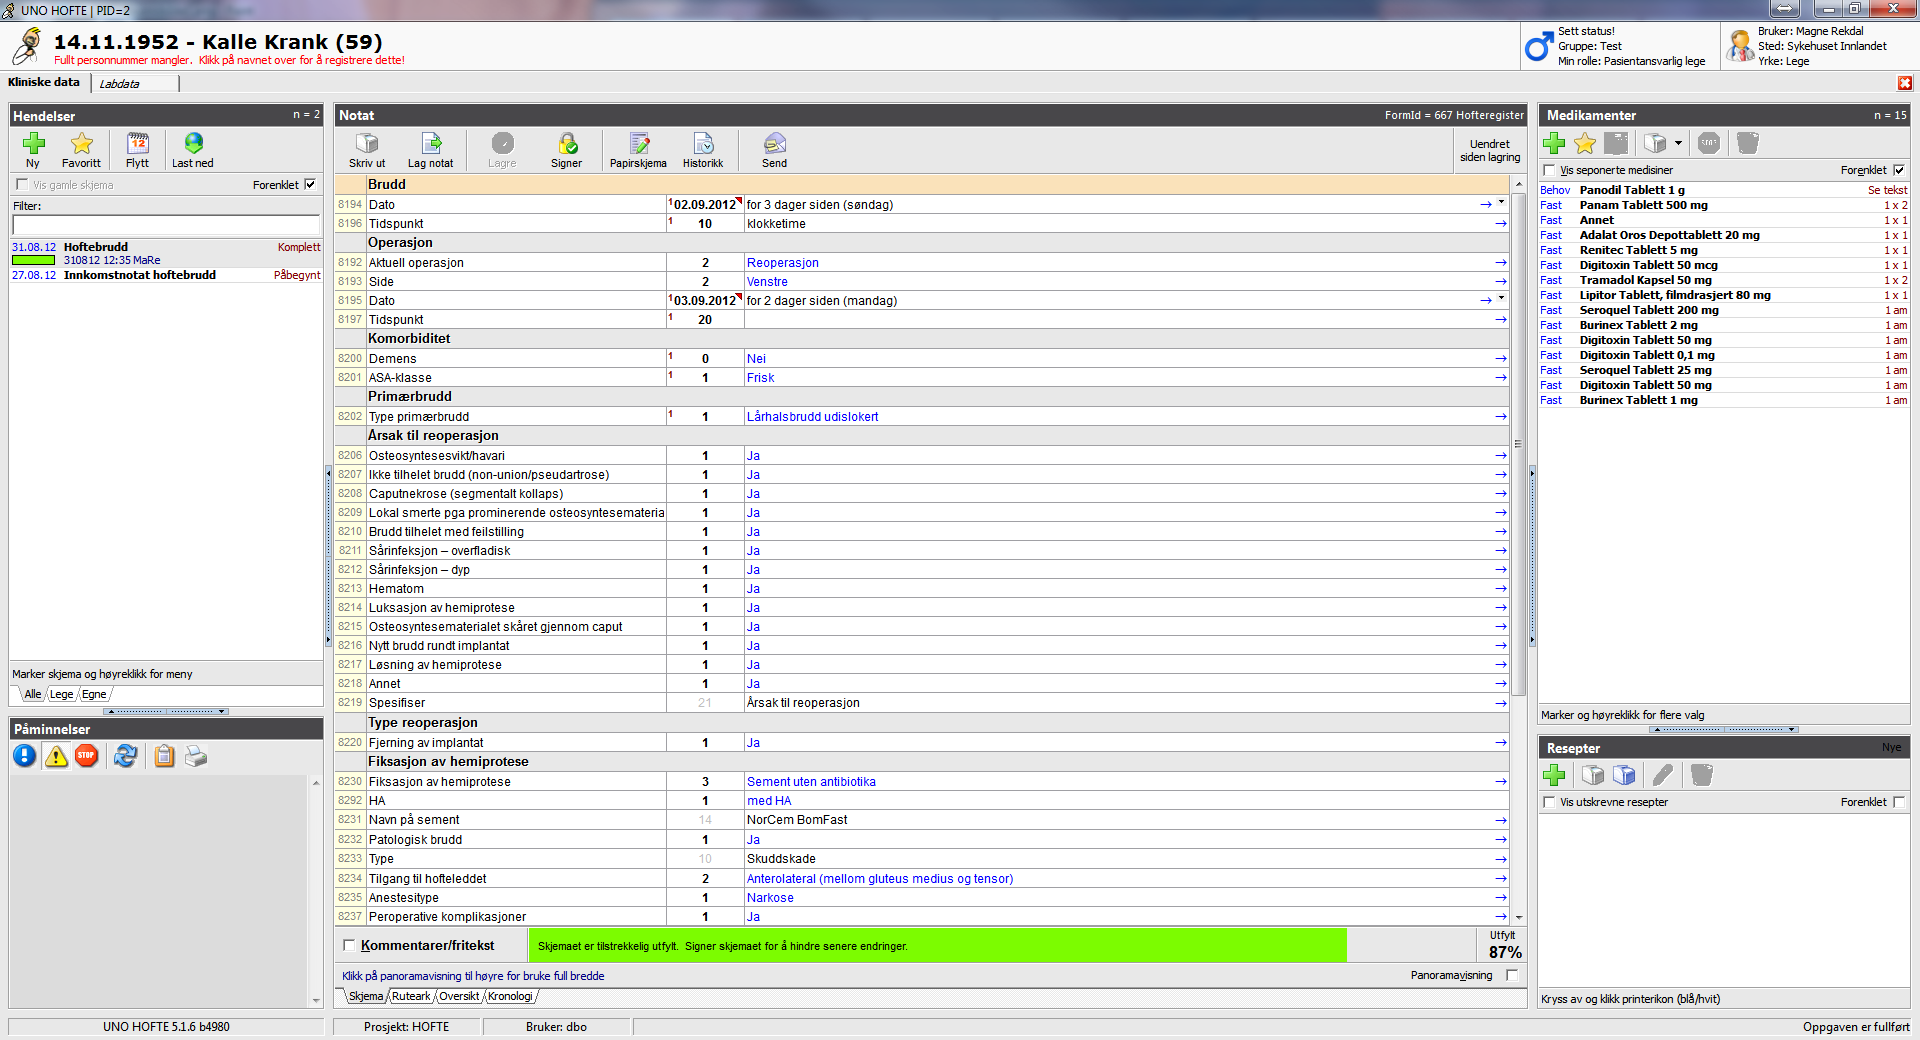 UNO HOFTE | PID=2
14.11.1952 - Kalle Krank (59)
Fullt personnummer mangler. Klikk på navnet over for å registrere dette!
Sett status!
Gruppe: Test
Min rolle: Pasientansvarlig lege
Bruker: Magne Rekdal
Sted: Sykehuset Innlandet
Yrke: Lege
Kliniske data
Labdata
Hendelser n = 2
Ny Favoritt Flytt Last ned
Vis gamle skjema Forenklet
Filter:
31.08.12 Hoftebrudd Komplett
310812 12:35 MaRe
27.08.12 Innkomstnotat hoftebrudd Påbegynt
Marker skjema og høyreklikk for meny
Alle Lege Egne
Påminnelser
STOP
Notat FormId = 667 Hofteregister
Skriv ut Lag notat Lagre Signer Papirskjema Historikk Send
Uendret
siden lagring
Brudd
8194 Dato 1 02.09.2012 for 3 dager siden (søndag) →
8196 Tidspunkt 1 10 klokketime →
Operasjon
8192 Aktuell operasjon 2 Reoperasjon →
8193 Side 2 Venstre →
8195 Dato 1 03.09.2012 for 2 dager siden (mandag) →
8197 Tidspunkt 1 20 →
Komorbiditet
8200 Demens 1 0 Nei →
8201 ASA-klasse 1 1 Frisk →
Primærbrudd
8202 Type primærbrudd 1 1 Lårhalsbrudd udislokert →
Årsak til reoperasjon
8206 Osteosyntesesvikt/havari 1 Ja →
8207 Ikke tilhelet brudd (non-union/pseudartrose) 1 Ja →
8208 Caputnekrose (segmentalt kollaps) 1 Ja →
8209 Lokal smerte pga prominerende osteosyntesemateria 1 Ja →
8210 Brudd tilhelet med feilstilling 1 Ja →
8211 Sårinfeksjon – overfladisk 1 Ja →
8212 Sårinfeksjon – dyp 1 Ja →
8213 Hematom 1 Ja →
8214 Luksasjon av hemiprotese 1 Ja →
8215 Osteosyntesematerialet skåret gjennom caput 1 Ja →
8216 Nytt brudd rundt implantat 1 Ja →
8217 Løsning av hemiprotese 1 Ja →
8218 Annet 1 Ja →
8219 Spesifiser 21 Årsak til reoperasjon →
Type reoperasjon
8220 Fjerning av implantat 1 Ja →
Fiksasjon av hemiprotese
8230 Fiksasjon av hemiprotese 3 Sement uten antibiotika →
8292 HA 1 med HA
8231 Navn på sement 14 NorCem BomFast →
8232 Patologisk brudd 1 Ja →
8233 Type 10 Skuddskade →
8234 Tilgang til hofteleddet 2 Anterolateral (mellom gluteus medius og tensor) →
8235 Anestesitype 1 Narkose →
8237 Peroperative komplikasjoner 1 Ja →
Kommentarer/fritekst
Skjemaet er tilstrekkelig utfylt. Signer skjemaet for å hindre senere endringer.
Utfylt
87%
Klikk på panoramavisning til høyre for bruke full bredde Panoramavisning
Skjema Ruteark Oversikt Kronologi
Medikamenter n = 15
STOP
Vis seponerte medisiner Forenklet
Behov Panodil Tablett 1 g Se tekst
Fast Panam Tablett 500 mg 1 x 2
Fast Annet 1 x 1
Fast Adalat Oros Depottablett 20 mg 1 x 1
Fast Renitec Tablett 5 mg 1 x 1
Fast Digitoxin Tablett 50 mcg 1 x 1
Fast Tramadol Kapsel 50 mg 1 x 2
Fast Lipitor Tablett, filmdrasjert 80 mg 1 x 1
Fast Seroquel Tablett 200 mg 1 am
Fast Burinex Tablett 2 mg 1 am
Fast Digitoxin Tablett 50 mg 1 am
Fast Digitoxin Tablett 0,1 mg 1 am
Fast Seroquel Tablett 25 mg 1 am
Fast Digitoxin Tablett 50 mg 1 am
Fast Burinex Tablett 1 mg 1 am
Marker og høyreklikk for flere valg
Resepter Nye
Vis utskrevne resepter Forenklet
Kryss av og klikk printerikon (blå/hvit)
UNO HOFTE 5.1.6 b4980
Prosjekt: HOFTE
Bruker: dbo
Oppgaven er fullført